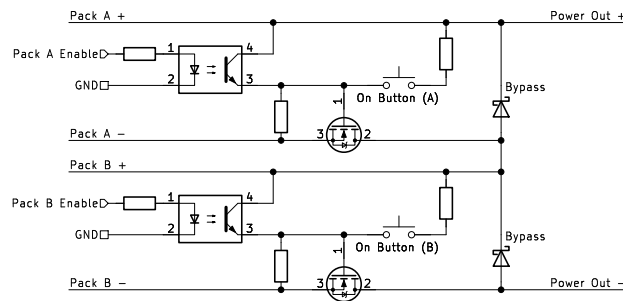 Pack A +
Power Out +
Pack A Enable
1
4
GND
2
3
On Button (A)
Bypass
1
Pack A -
3
2
Pack B +
Pack B Enable
1
4
GND
2
3
On Button (B)
Bypass
1
Pack B -
3
2
Power Out -